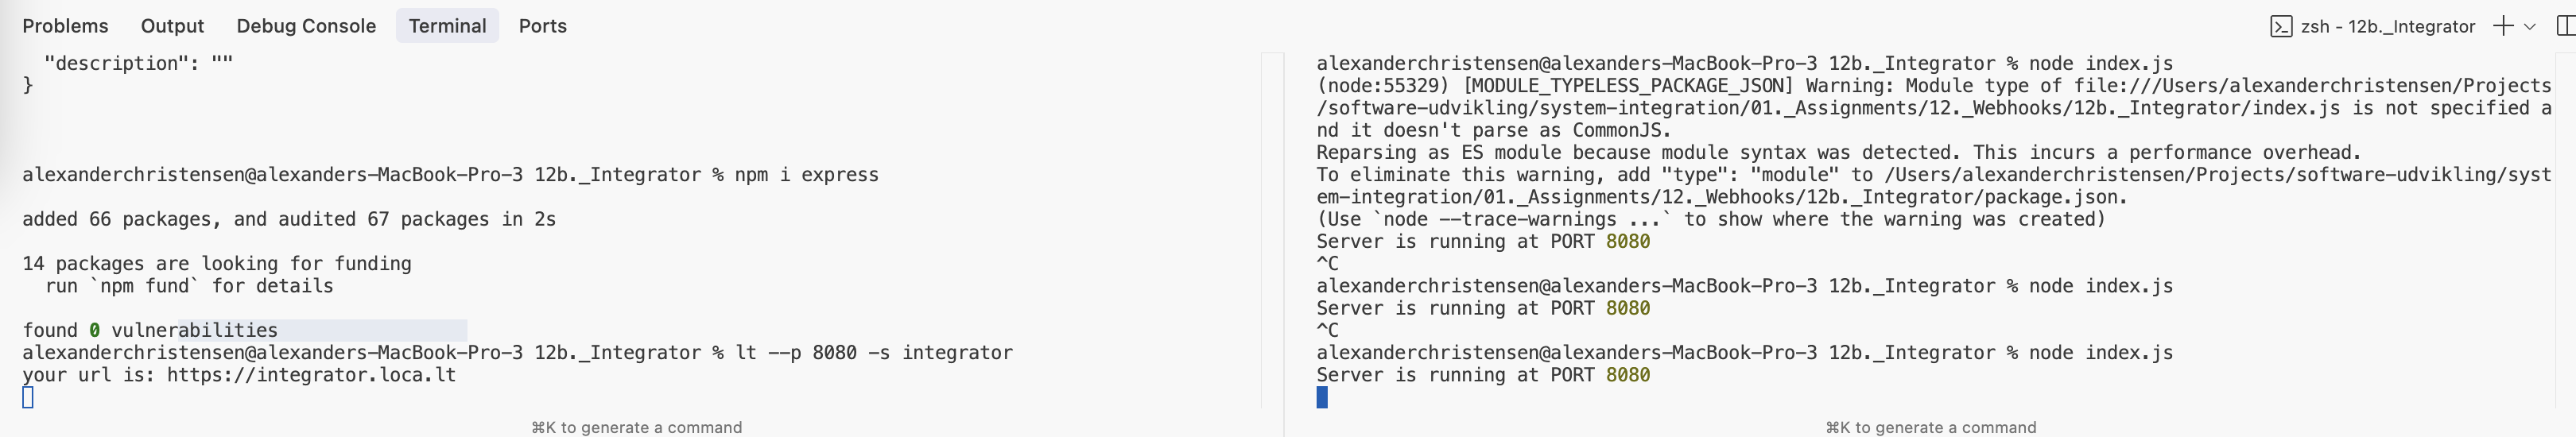 Problems Output Debug Console Terminal Ports
zsh - 12b._Integrator
"description": ""
}
alexanderchristensen@alexanders-MacBook-Pro-3 12b._Integrator % npm i express
added 66 packages, and audited 67 packages in 2s
14 packages are looking for funding
run `npm fund` for details
found 0 vulnerabilities
alexanderchristensen@alexanders-MacBook-Pro-3 12b._Integrator % lt --p 8080 -s integrator
your url is: https://integrator.loca.lt
⌘K to generate a command
alexanderchristensen@alexanders-MacBook-Pro-3 12b._Integrator % node index.js
(node:55329) [MODULE_TYPELESS_PACKAGE_JSON] Warning: Module type of file:///Users/alexanderchristensen/Projects
/software-udvikling/system-integration/01._Assignments/12._Webhooks/12b._Integrator/index.js is not specified a
nd it doesn't parse as CommonJS.
Reparsing as ES module because module syntax was detected. This incurs a performance overhead.
To eliminate this warning, add "type": "module" to /Users/alexanderchristensen/Projects/software-udvikling/syst
em-integration/01._Assignments/12._Webhooks/12b._Integrator/package.json.
(Use `node --trace-warnings ...` to show where the warning was created)
Server is running at PORT 8080
^C
alexanderchristensen@alexanders-MacBook-Pro-3 12b._Integrator % node index.js
Server is running at PORT 8080
^C
alexanderchristensen@alexanders-MacBook-Pro-3 12b._Integrator % node index.js
Server is running at PORT 8080
⌘K to generate a command